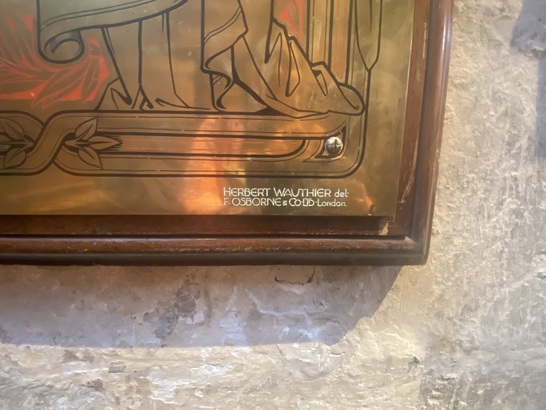 HERBERT WAUTHIER del:
F. OSBORNE & CO LTD · London.